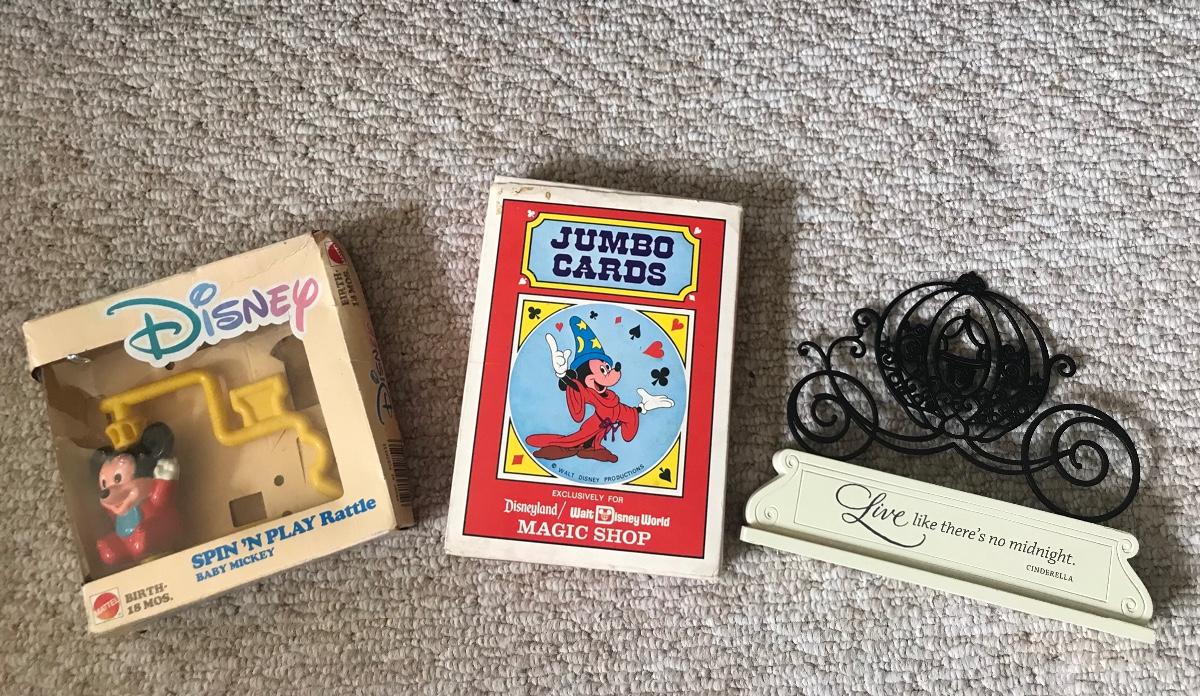 DISNEY
SPIN 'N PLAY Rattle
BABY MICKEY
MATTEL
BIRTH-
18 MOS.
JUMBO
CARDS
© WALT DISNEY PRODUCTIONS
EXCLUSIVELY FOR
Disneyland/ Walt Disney World
MAGIC SHOP
Live like there's no midnight.
CINDERELLA